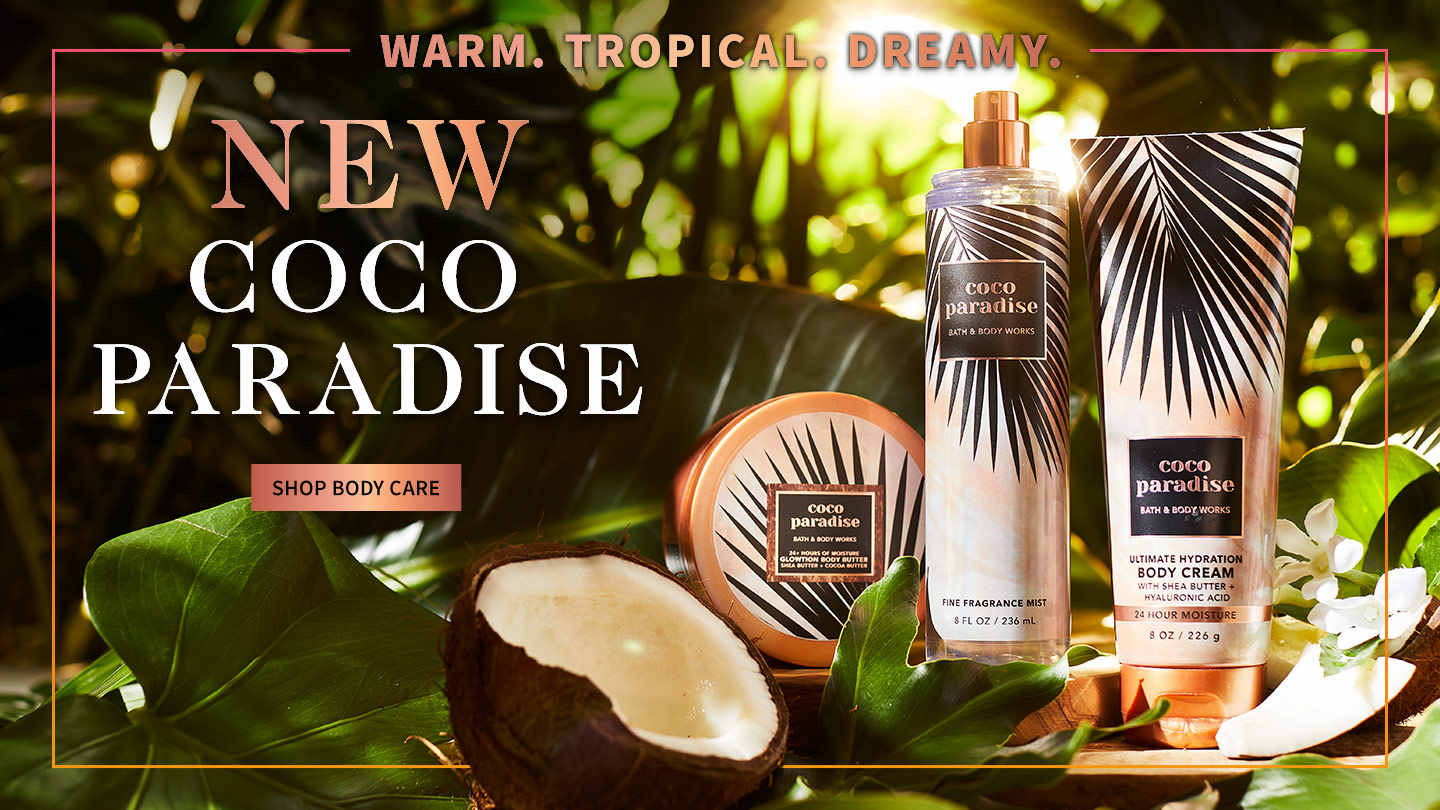 WARM. TROPICAL. DREAMY.
NEW
COCO
PARADISE
SHOP BODY CARE
coco
paradise
BATH & BODY WORKS
24+ HOURS OF MOISTURE
GLOWTION BODY BUTTER
SHEA BUTTER + COCOA BUTTER
coco
paradise
BATH & BODY WORKS
FINE FRAGRANCE MIST
8 FL OZ / 236 mL
coco
paradise
BATH & BODY WORKS
ULTIMATE HYDRATION
BODY CREAM
WITH SHEA BUTTER +
HYALURONIC ACID
24 HOUR MOISTURE
8 OZ / 226 g